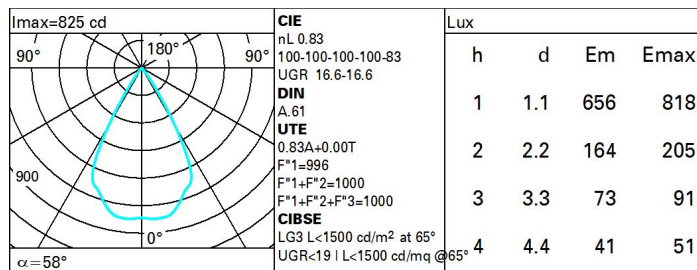 Imax=825 cd
90°
180°
90°
900
0°
α=58°
CIE
nL 0.83
100-100-100-100-83
UGR 16.6-16.6
DIN
A.61
UTE
0.83A+0.00T
F"1=996
F"1+F"2=1000
F"1+F"2+F"3=1000
CIBSE
LG3 L<1500 cd/m² at 65°
UGR<19 | L<1500 cd/mq @65°
Lux
h d Em Emax
1 1.1 656 818
2 2.2 164 205
3 3.3 73 91
4 4.4 41 51